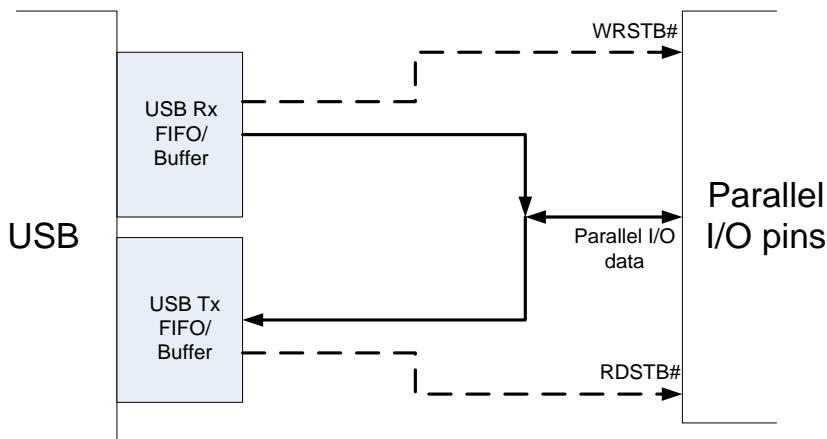 WRSTB#
USB Rx
FIFO/
Buffer
USB
Parallel
I/O pins
Parallel I/O
data
USB Tx
FIFO/
Buffer
RDSTB#